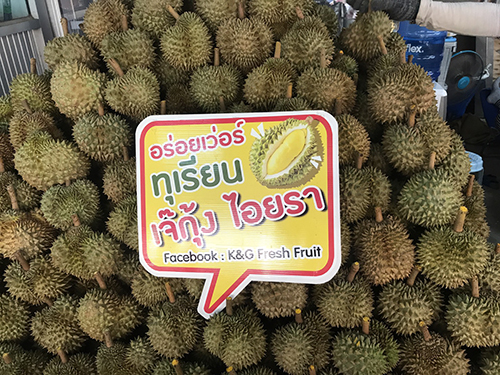 flex.
อร่อยเว่อร์
ทุเรียน
เจ๊กุ้ง ไอยรา
Facebook : K&G Fresh Fruit